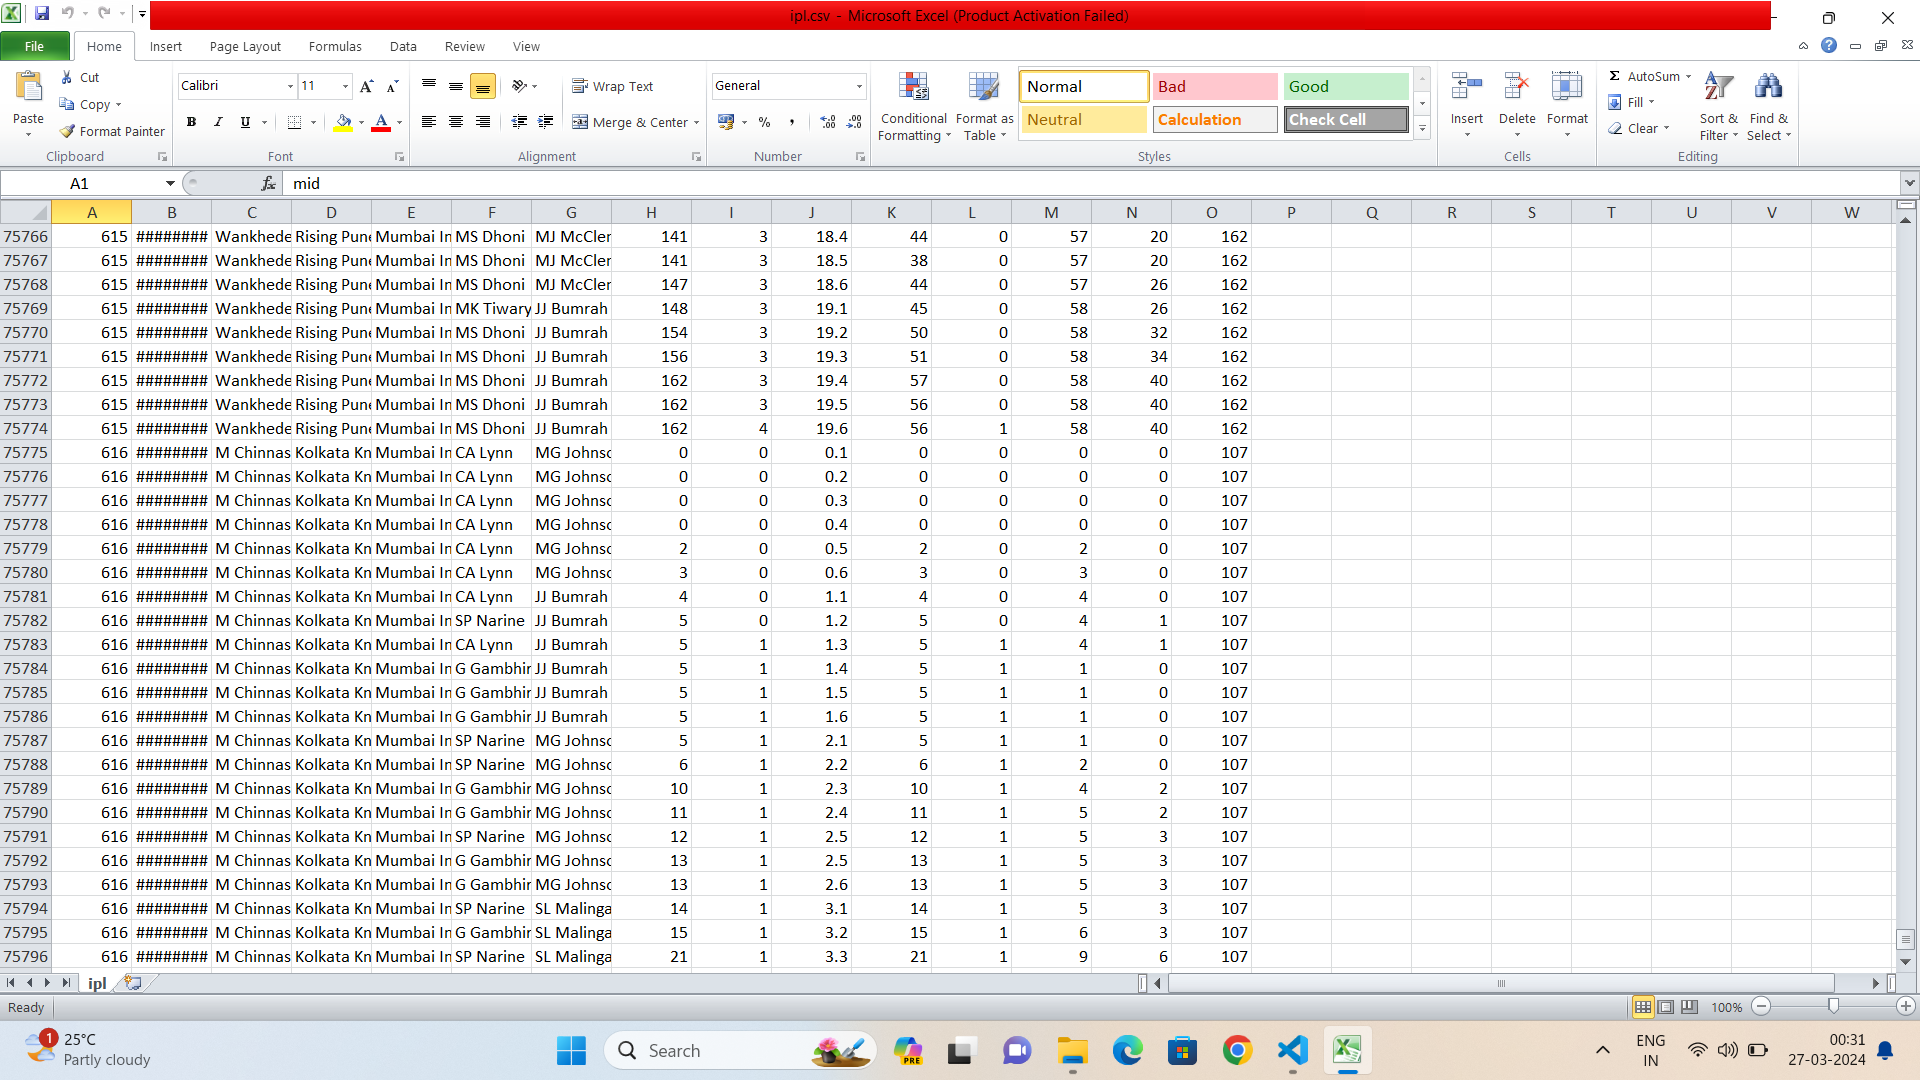 ipl.csv - Microsoft Excel (Product Activation Failed)
File Home Insert Page Layout Formulas Data Review View
Paste
Cut
Copy
Format Painter
Clipboard
Calibri 11
B I U
Font
Wrap Text
Merge & Center
Alignment
General
%
Number
Conditional Formatting
Format as Table
Normal Bad Good
Neutral Calculation Check Cell
Styles
Insert Delete Format
Cells
Σ AutoSum
Fill
Clear
Sort & Filter
Find & Select
Editing
A1 fx mid
A B C D E F G H I J K L M N O P Q R S T U V W
75766 615 ######## Wankhede Rising Pune Mumbai In MS Dhoni MJ McCler 141 3 18.4 44 0 57 20 162
75767 615 ######## Wankhede Rising Pune Mumbai In MS Dhoni MJ McCler 141 3 18.5 38 0 57 20 162
75768 615 ######## Wankhede Rising Pune Mumbai In MS Dhoni MJ McCler 147 3 18.6 44 0 57 26 162
75769 615 ######## Wankhede Rising Pune Mumbai In MK Tiwary JJ Bumrah 148 3 19.1 45 0 58 26 162
75770 615 ######## Wankhede Rising Pune Mumbai In MS Dhoni JJ Bumrah 154 3 19.2 50 0 58 32 162
75771 615 ######## Wankhede Rising Pune Mumbai In MS Dhoni JJ Bumrah 156 3 19.3 51 0 58 34 162
75772 615 ######## Wankhede Rising Pune Mumbai In MS Dhoni JJ Bumrah 162 3 19.4 57 0 58 40 162
75773 615 ######## Wankhede Rising Pune Mumbai In MS Dhoni JJ Bumrah 162 3 19.5 56 0 58 40 162
75774 615 ######## Wankhede Rising Pune Mumbai In MS Dhoni JJ Bumrah 162 4 19.6 56 1 58 40 162
75775 616 ######## M Chinnas Kolkata Kn Mumbai In CA Lynn MG Johnso 0 0 0.1 0 0 0 0 107
75776 616 ######## M Chinnas Kolkata Kn Mumbai In CA Lynn MG Johnso 0 0 0.2 0 0 0 0 107
75777 616 ######## M Chinnas Kolkata Kn Mumbai In CA Lynn MG Johnso 0 0 0.3 0 0 0 0 107
75778 616 ######## M Chinnas Kolkata Kn Mumbai In CA Lynn MG Johnso 0 0 0.4 0 0 0 0 107
75779 616 ######## M Chinnas Kolkata Kn Mumbai In CA Lynn MG Johnso 2 0 0.5 2 0 2 0 107
75780 616 ######## M Chinnas Kolkata Kn Mumbai In CA Lynn MG Johnso 3 0 0.6 3 0 3 0 107
75781 616 ######## M Chinnas Kolkata Kn Mumbai In CA Lynn JJ Bumrah 4 0 1.1 4 0 4 0 107
75782 616 ######## M Chinnas Kolkata Kn Mumbai In SP Narine JJ Bumrah 5 0 1.2 5 0 4 1 107
75783 616 ######## M Chinnas Kolkata Kn Mumbai In CA Lynn JJ Bumrah 5 1 1.3 5 1 4 1 107
75784 616 ######## M Chinnas Kolkata Kn Mumbai In G Gambhir JJ Bumrah 5 1 1.4 5 1 1 0 107
75785 616 ######## M Chinnas Kolkata Kn Mumbai In G Gambhir JJ Bumrah 5 1 1.5 5 1 1 0 107
75786 616 ######## M Chinnas Kolkata Kn Mumbai In G Gambhir JJ Bumrah 5 1 1.6 5 1 1 0 107
75787 616 ######## M Chinnas Kolkata Kn Mumbai In SP Narine MG Johnso 5 1 2.1 5 1 1 0 107
75788 616 ######## M Chinnas Kolkata Kn Mumbai In SP Narine MG Johnso 6 1 2.2 6 1 2 0 107
75789 616 ######## M Chinnas Kolkata Kn Mumbai In G Gambhir MG Johnso 10 1 2.3 10 1 4 2 107
75790 616 ######## M Chinnas Kolkata Kn Mumbai In G Gambhir MG Johnso 11 1 2.4 11 1 5 2 107
75791 616 ######## M Chinnas Kolkata Kn Mumbai In SP Narine MG Johnso 12 1 2.5 12 1 5 3 107
75792 616 ######## M Chinnas Kolkata Kn Mumbai In G Gambhir MG Johnso 13 1 2.5 13 1 5 3 107
75793 616 ######## M Chinnas Kolkata Kn Mumbai In G Gambhir MG Johnso 13 1 2.6 13 1 5 3 107
75794 616 ######## M Chinnas Kolkata Kn Mumbai In SP Narine SL Malinga 14 1 3.1 14 1 5 3 107
75795 616 ######## M Chinnas Kolkata Kn Mumbai In G Gambhir SL Malinga 15 1 3.2 15 1 6 3 107
75796 616 ######## M Chinnas Kolkata Kn Mumbai In SP Narine SL Malinga 21 1 3.3 21 1 9 6 107
ipl
Ready 100%
1 25°C
Partly cloudy
Search
PRE
ENG
IN
00:31
27-03-2024